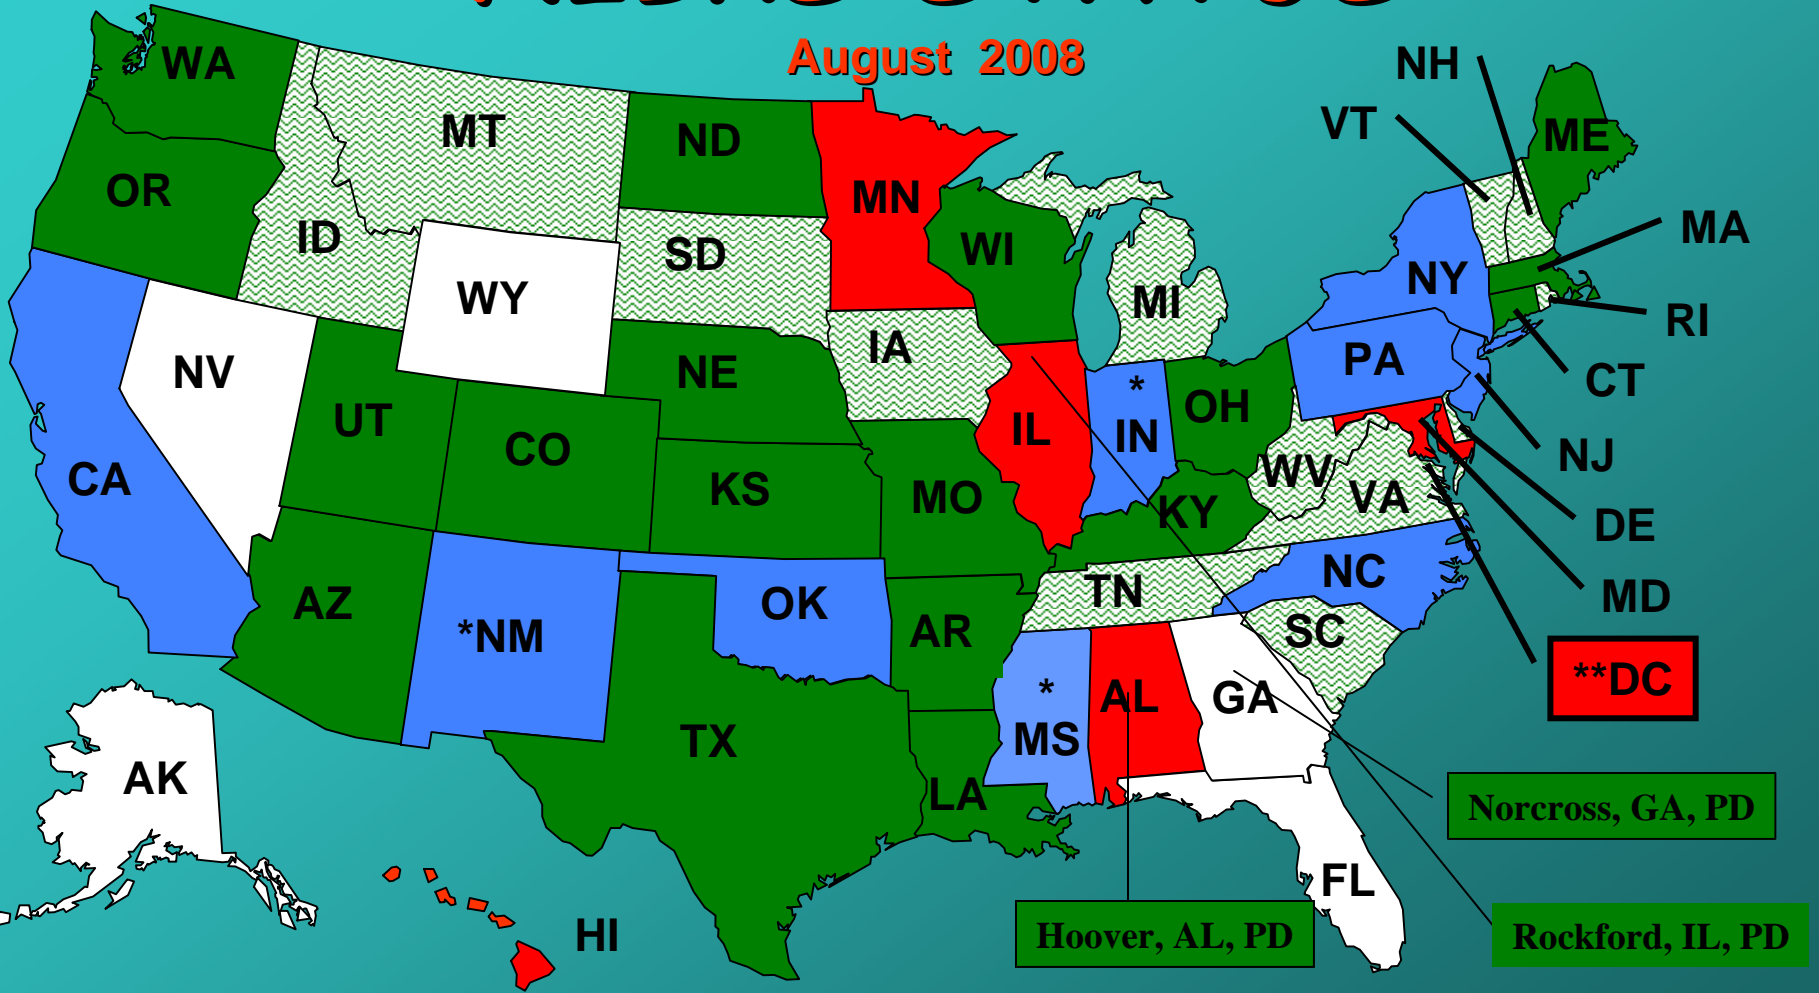 August 2008
WA
MT
ND
MN
NH
VT
ME
OR
ID
SD
WI
MI
NY
MA
RI
CT
WY
IA
NV
NE
PA
UT
CO
IL
*
IN
OH
NJ
CA
KS
MO
KY
WV
VA
DE
MD
AZ
*NM
OK
AR
TN
NC
SC
**DC
TX
*
MS
AL
GA
AK
LA
Norcross, GA, PD
FL
HI
Hoover, AL, PD
Rockford, IL, PD